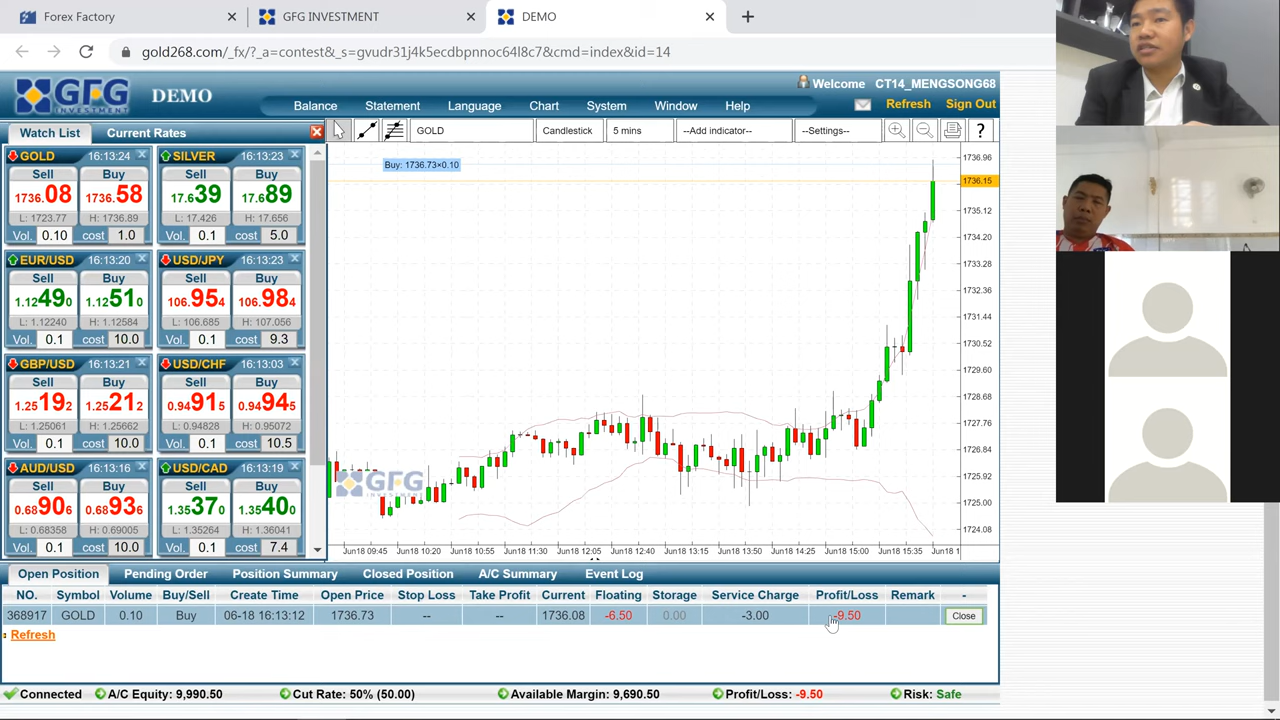 Forex Factory
GFG INVESTMENT
DEMO
gold268.com/_fx/?_a=contest&_s=gvudr31j4k5ecdbpnnoc64l8c7&cmd=index&id=14
GFG INVESTMENT
DEMO
Welcome CT14_MENGSONG68
Balance Statement Language Chart System Window Help
Refresh Sign Out
Watch List Current Rates
GOLD Candlestick 5 mins --Add indicator-- --Settings-- ?
GOLD 16:13:24
Sell Buy
1736.08 1736.58
L: 1723.77 H: 1736.89
Vol. 0.10 cost 1.0
SILVER 16:13:23
Sell Buy
17.639 17.689
L: 17.426 H: 17.656
Vol. 0.1 cost 5.0
EUR/USD 16:13:20
Sell Buy
1.12490 1.12510
L: 1.12240 H: 1.12584
Vol. 0.1 cost 10.0
USD/JPY 16:13:23
Sell Buy
106.954 106.984
L: 106.685 H: 107.056
Vol. 0.1 cost 9.3
GBP/USD 16:13:21
Sell Buy
1.25192 1.25212
L: 1.25061 H: 1.25662
Vol. 0.1 cost 10.0
USD/CHF 16:13:03
Sell Buy
0.94915 0.94945
L: 0.94828 H: 0.95072
Vol. 0.1 cost 10.5
AUD/USD 16:13:16
Sell Buy
0.68906 0.68936
L: 0.68358 H: 0.69005
Vol. 0.1 cost 10.0
USD/CAD 16:13:19
Sell Buy
1.35370 1.35400
L: 1.35264 H: 1.36041
Vol. 0.1 cost 7.4
Buy: 1736.73×0.10
1736.96
1736.15
1735.12
1734.20
1733.28
1732.36
1731.44
1730.52
1729.60
1728.68
1727.76
1726.84
1725.92
1725.00
1724.08
GFG INVESTMENT
Jun18 09:45 Jun18 10:20 Jun18 10:55 Jun18 11:30 Jun18 12:05 Jun18 12:40 Jun18 13:15 Jun18 13:50 Jun18 14:25 Jun18 15:00 Jun18 15:35 Jun18 1
Open Position Pending Order Position Summary Closed Position A/C Summary Event Log
NO. Symbol Volume Buy/Sell Create Time Open Price Stop Loss Take Profit Current Floating Storage Service Charge Profit/Loss Remark -
368917 GOLD 0.10 Buy 06-18 16:13:12 1736.73 -- -- 1736.08 -6.50 0.00 -3.00 -9.50 Close
Refresh
Connected A/C Equity: 9,990.50 Cut Rate: 50% (50.00) Available Margin: 9,690.50 Profit/Loss: -9.50 Risk: Safe